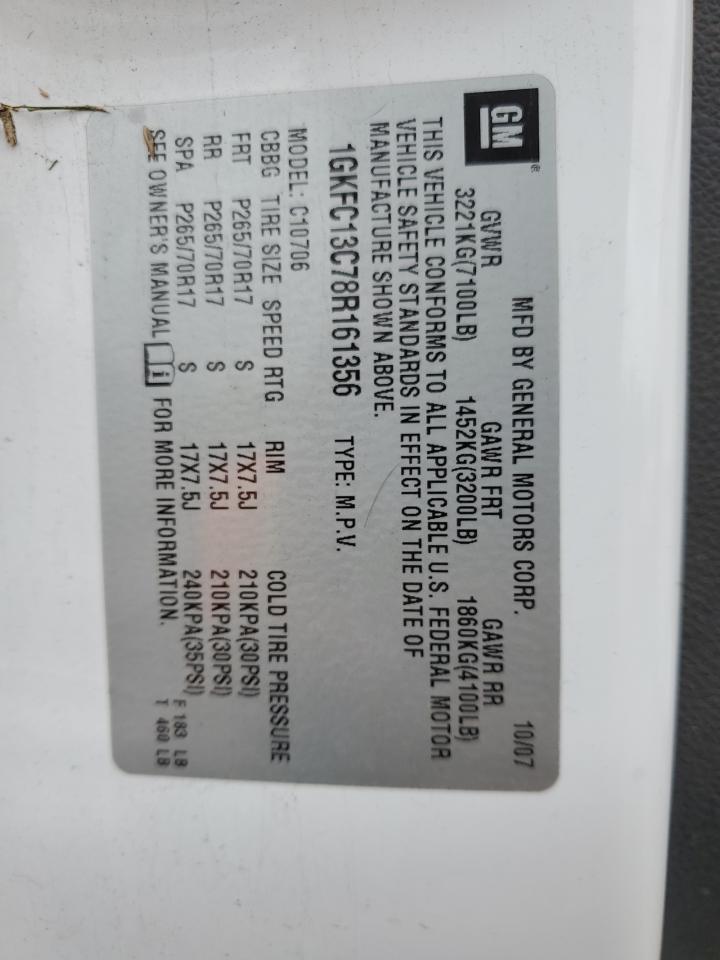 GM®
MFD BY GENERAL MOTORS CORP. 10/07
GVWR GAWR FRT GAWR RR
3221KG(7100LB) 1452KG(3200LB) 1860KG(4100LB)
THIS VEHICLE CONFORMS TO ALL APPLICABLE U.S. FEDERAL MOTOR
VEHICLE SAFETY STANDARDS IN EFFECT ON THE DATE OF
MANUFACTURE SHOWN ABOVE.
1GKFC13C78R161356 TYPE: M.P.V.
MODEL: C10706
CBBG TIRE SIZE SPEED RTG RIM COLD TIRE PRESSURE
FRT P265/70R17 S 17X7.5J 210KPA(30PSI)
RR P265/70R17 S 17X7.5J 210KPA(30PSI)
SPA P265/70R17 S 17X7.5J 240KPA(35PSI) F 183 LB
SEE OWNER'S MANUAL i FOR MORE INFORMATION. T 460 LB